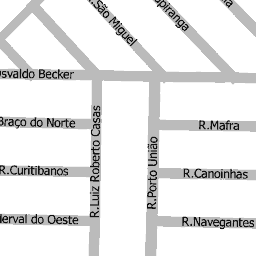 R.São Miguel
Ipiranga
svaldo Becker
Braço do Norte
R.Mafra
R.Luiz Roberto Casas
R.Porto União
R.Curitibanos
R.Canoinhas
derval do Oeste
R.Navegantes